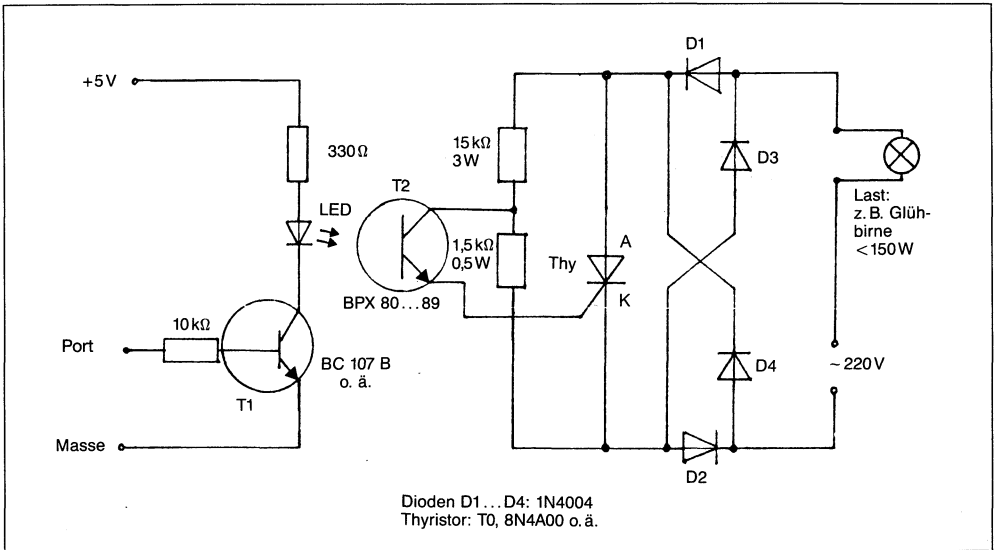 +5V
330Ω
LED
T2
BPX 80...89
15kΩ
3W
1,5kΩ
0,5W
Thy
A
K
D1
D3
D4
D2
Last:
z.B. Glüh-
birne
<150W
~220V
Port
10kΩ
BC 107 B
o. ä.
T1
Masse
Dioden D1...D4: 1N4004
Thyristor: T0, 8N4A00 o.ä.